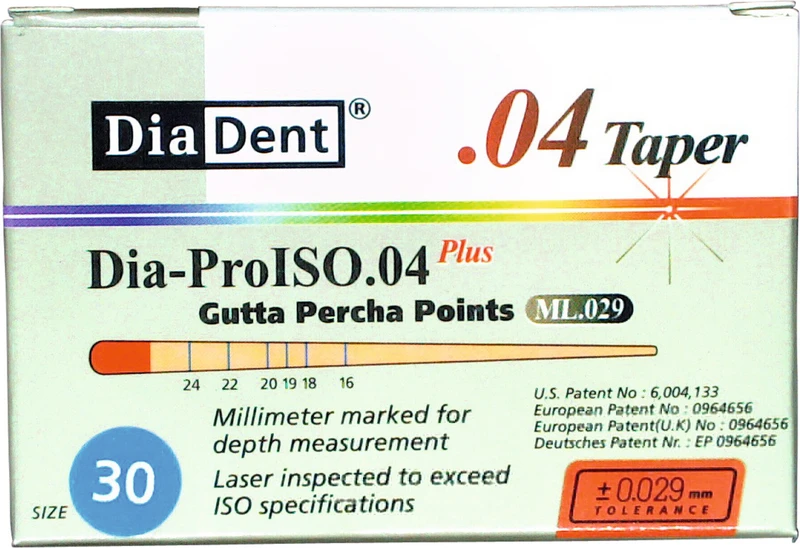 DiaDent®
.04 Taper
Dia-ProISO.04 Plus
Gutta Percha Points ML.029
24 22 20 19 18 16
Millimeter marked for
depth measurement
Laser inspected to exceed
ISO specifications
U.S. Patent No : 6,004,133
European Patent No : 0964656
European Patent(U.K) No : 0964656
Deutsches Patent Nr. : EP 0964656
SIZE 30
±0.029 mm
TOLERANCE